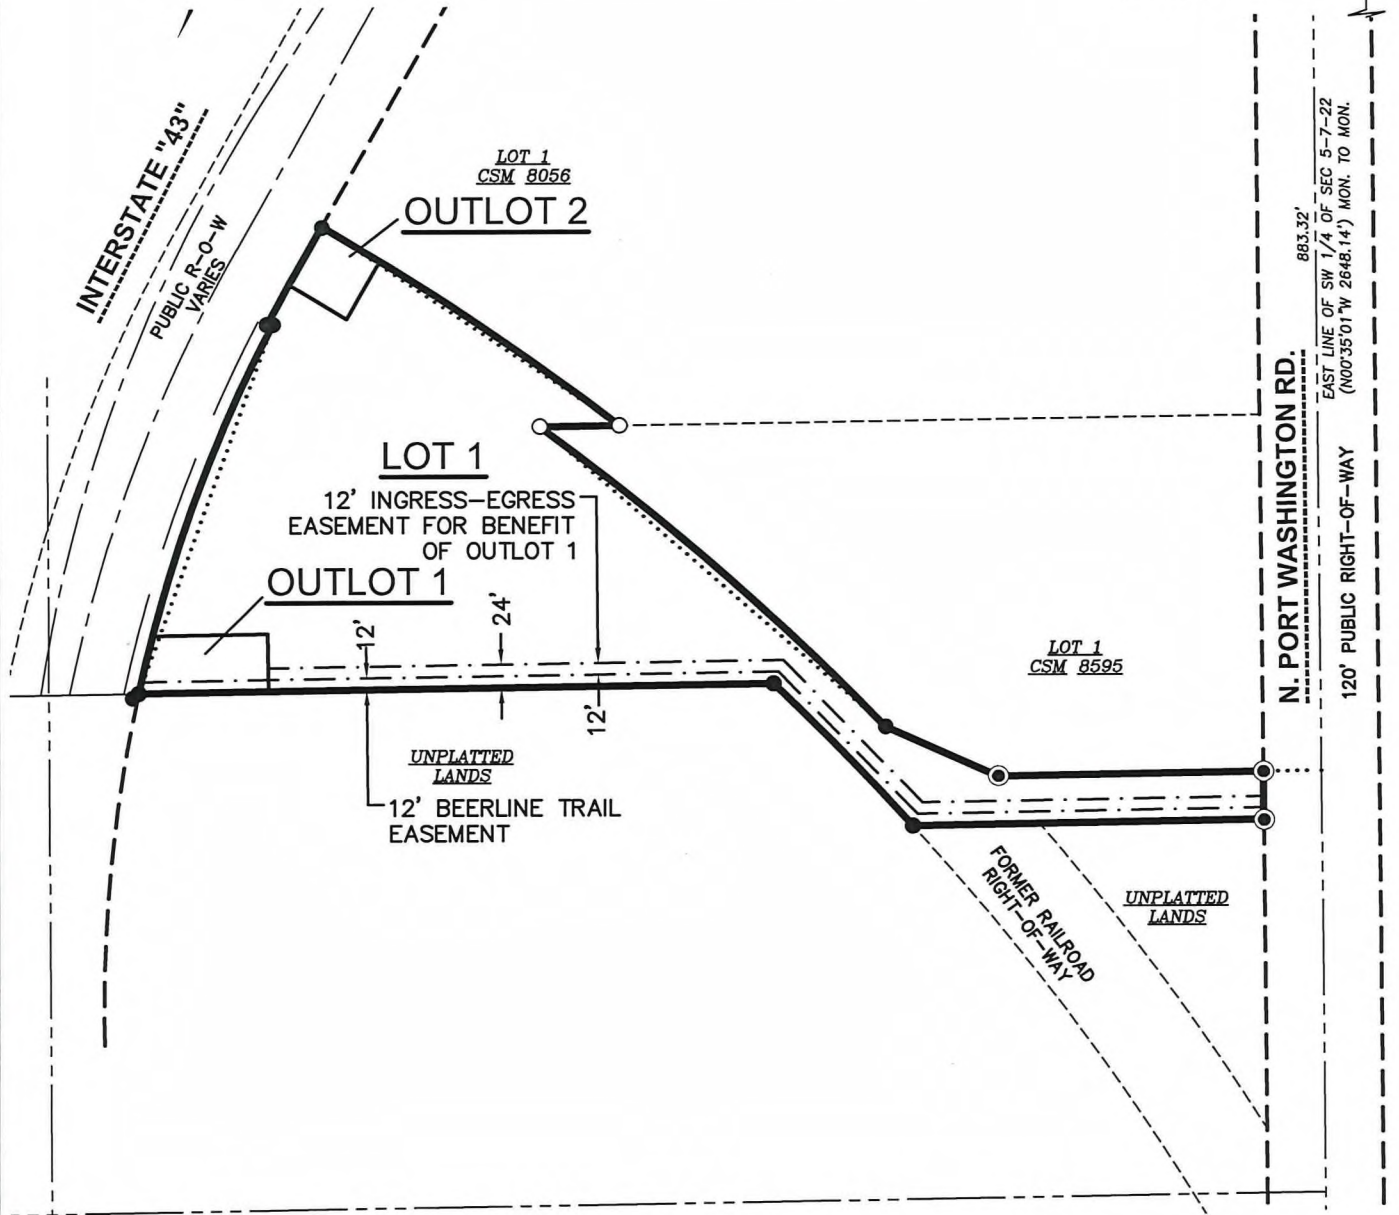 INTERSTATE "43"
PUBLIC R-O-W
VARIES
LOT 1
CSM 8056
OUTLOT 2
LOT 1
12' INGRESS-EGRESS
EASEMENT FOR BENEFIT
OF OUTLOT 1
OUTLOT 1
12'
24'
12'
UNPLATTED
LANDS
12' BEERLINE TRAIL
EASEMENT
LOT 1
CSM 8595
FORMER RAILROAD
RIGHT-OF-WAY
UNPLATTED
LANDS
N. PORT WASHINGTON RD.
883.32'
EAST LINE OF SW 1/4 OF SEC 5-7-22
(N00°35'01"W 2648.14') MON. TO MON.
120' PUBLIC RIGHT-OF-WAY